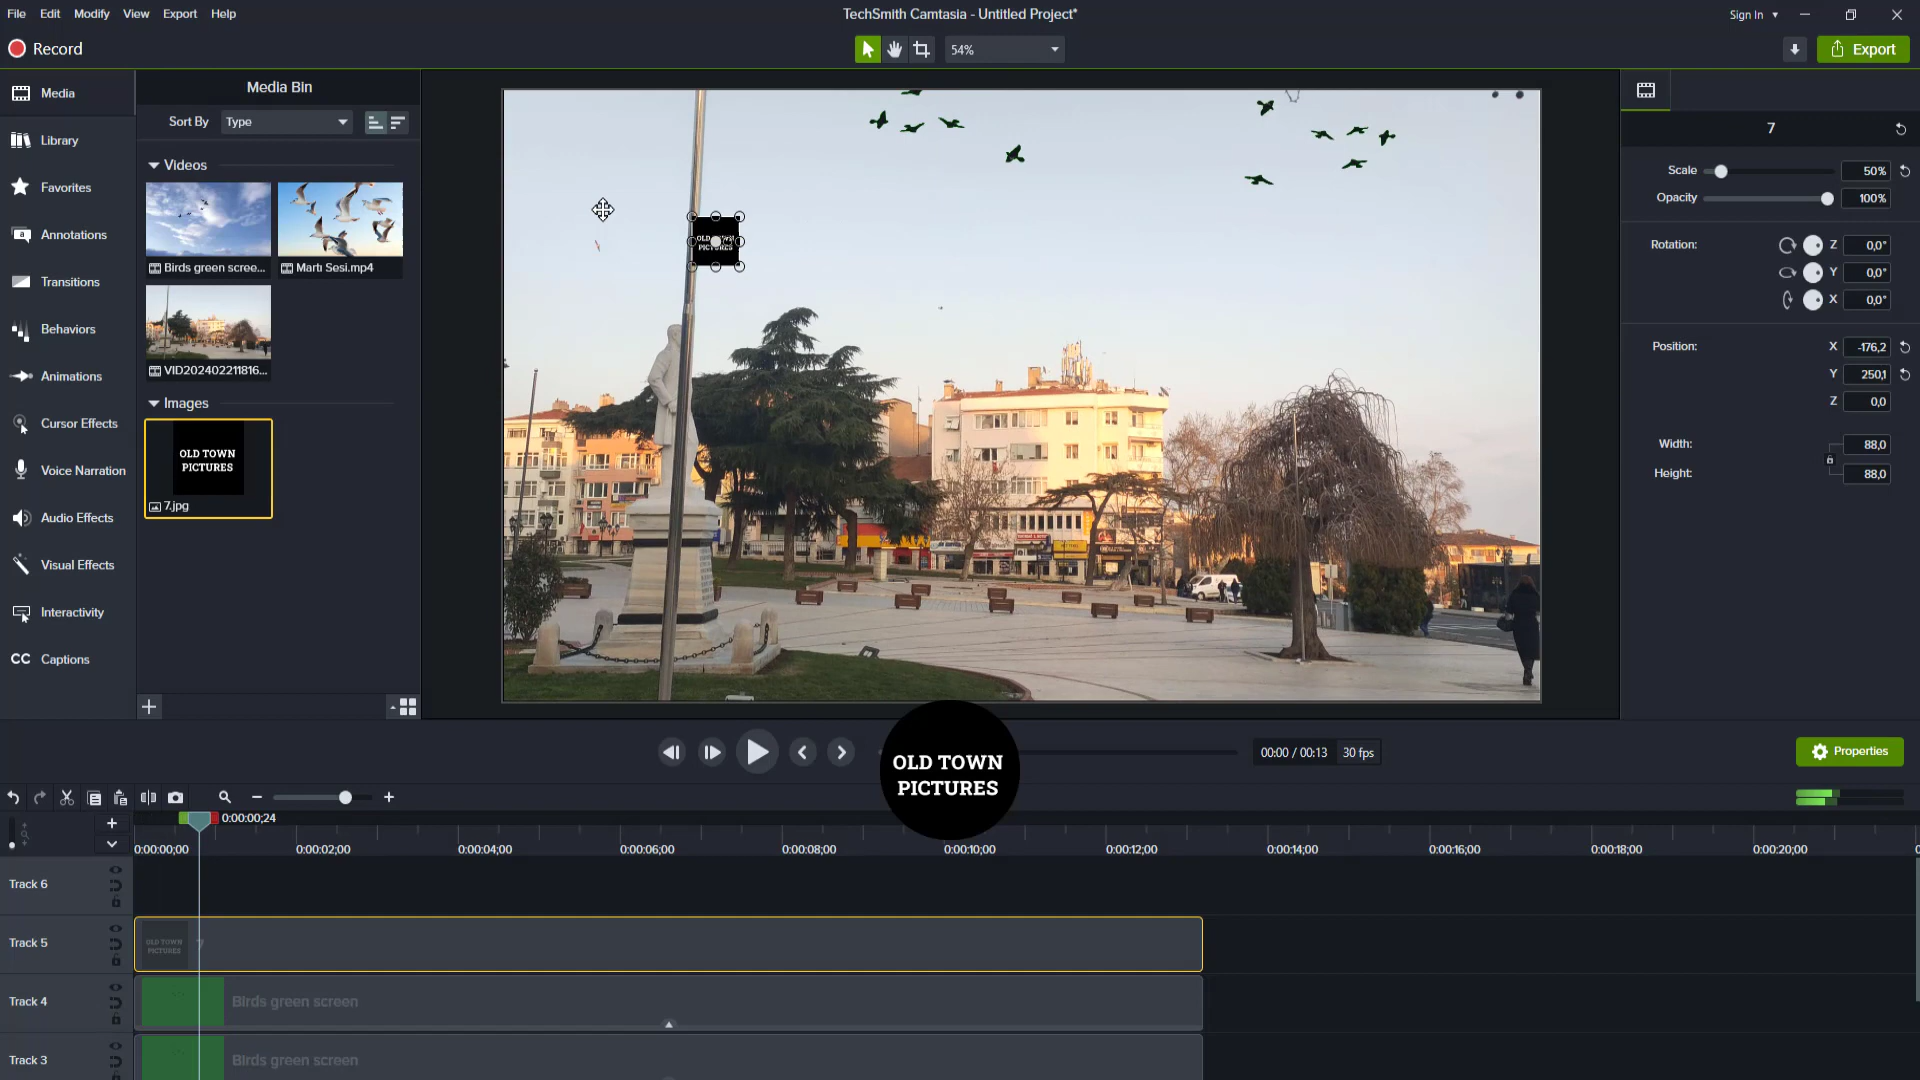 File Edit Modify View Export Help
TechSmith Camtasia - Untitled Project*
Sign In
Record
54%
Export
Media
Library
Favorites
Annotations
Transitions
Behaviors
Animations
Cursor Effects
Voice Narration
Audio Effects
Visual Effects
Interactivity
CC Captions
Media Bin
Sort By Type
Videos
Birds green scree...
Martı Sesi.mp4
VID202402211816...
Images
OLD TOWN
PICTURES
7.jpg
OLD TOWN
PICTURES
7
Scale 50%
Opacity 100%
Rotation: Z 0,0°
Y 0,0°
X 0,0°
Position: X -176,2
Y 250,1
Z 0,0
Width: 88,0
Height: 88,0
OLD TOWN
PICTURES
00:00 / 00:13 30 fps
Properties
0:00:00;24
0:00:00;00 0:00:02;00 0:00:04;00 0:00:06;00 0:00:08;00 0:00:10;00 0:00:12;00 0:00:14;00 0:00:16;00 0:00:18;00 0:00:20;00
Track 6
Track 5
OLD TOWN
PICTURES
7
Track 4
Birds green screen
Track 3
Birds green screen